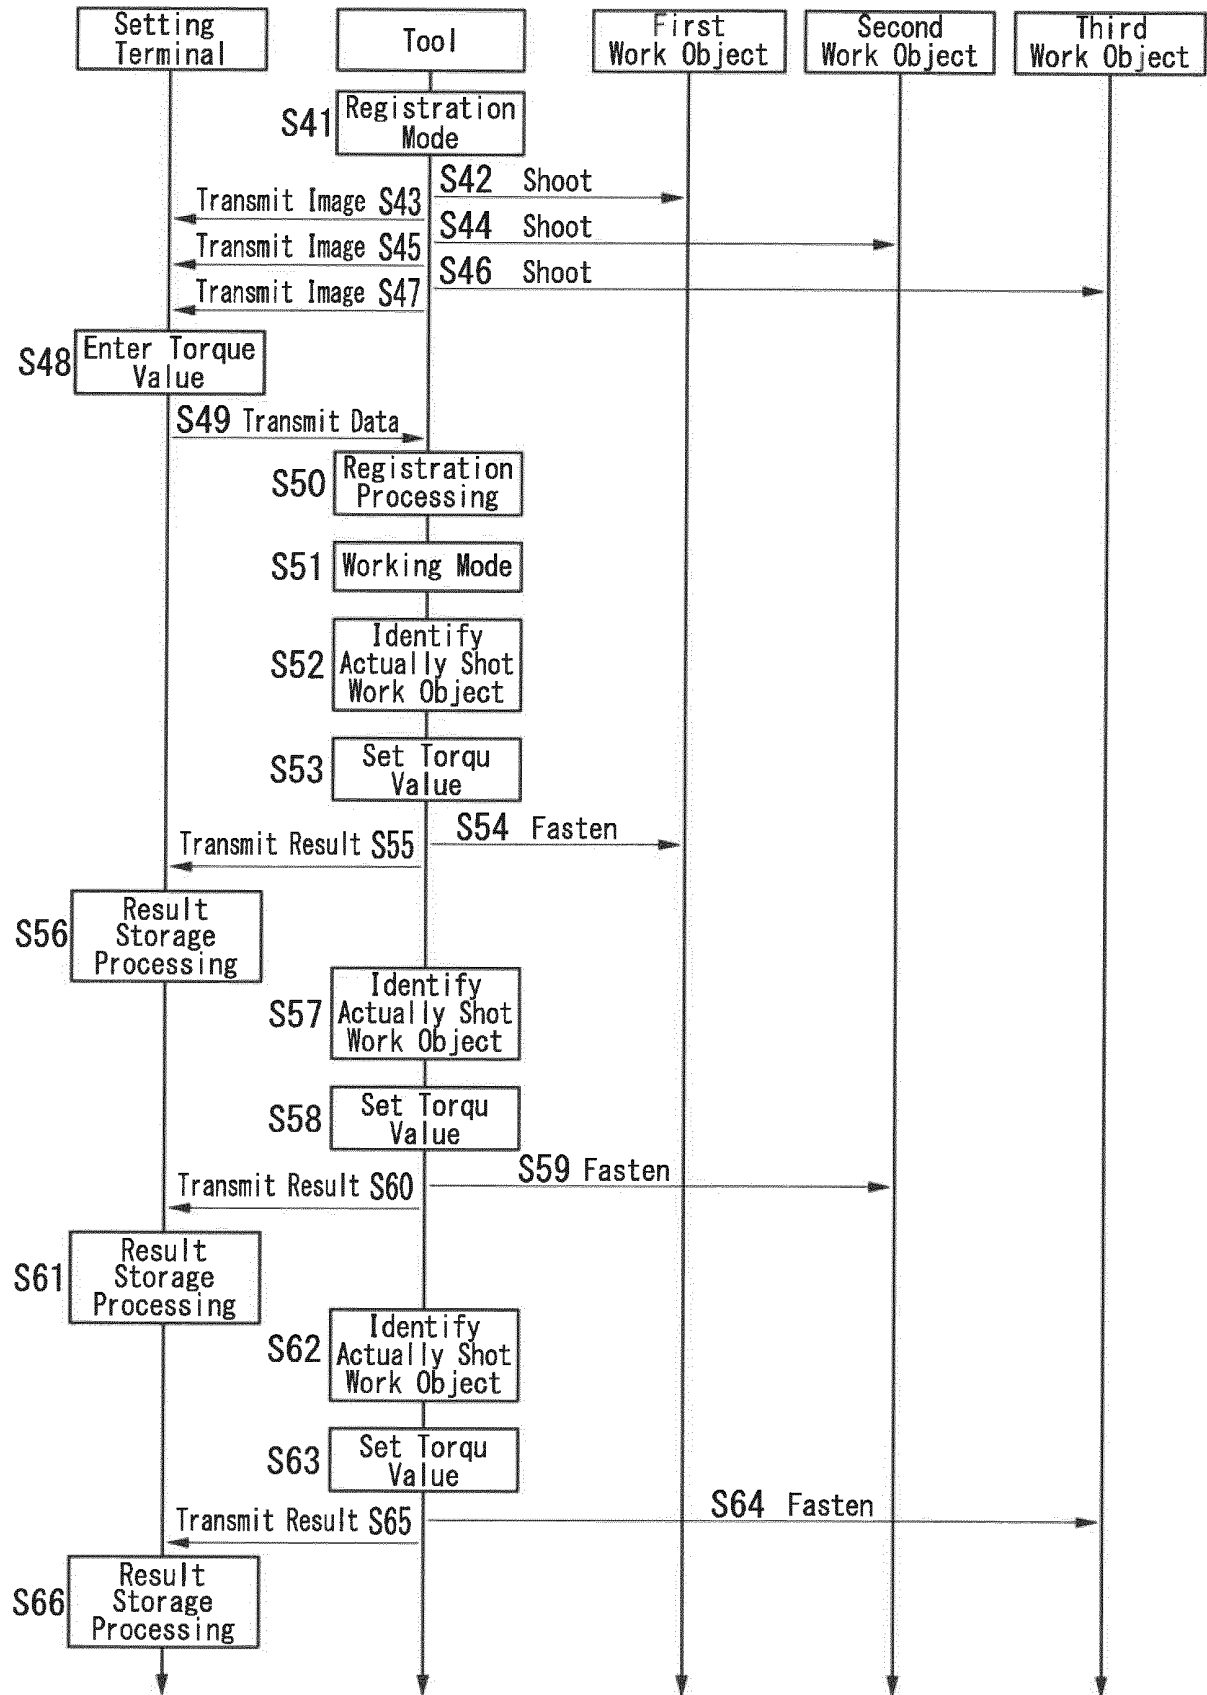 Setting
Terminal
Tool
First
Work Object
Second
Work Object
Third
Work Object
S41
Registration
Mode
S42 Shoot
Transmit Image S43
S44 Shoot
Transmit Image S45
S46 Shoot
Transmit Image S47
S48
Enter Torque
Value
S49 Transmit Data
S50
Registration
Processing
S51
Working Mode
S52
Identify
Actually Shot
Work Object
S53
Set Torqu
Value
S54 Fasten
Transmit Result S55
S56
Result
Storage
Processing
S57
Identify
Actually Shot
Work Object
S58
Set Torqu
Value
S59 Fasten
Transmit Result S60
S61
Result
Storage
Processing
S62
Identify
Actually Shot
Work Object
S63
Set Torqu
Value
S64 Fasten
Transmit Result S65
S66
Result
Storage
Processing